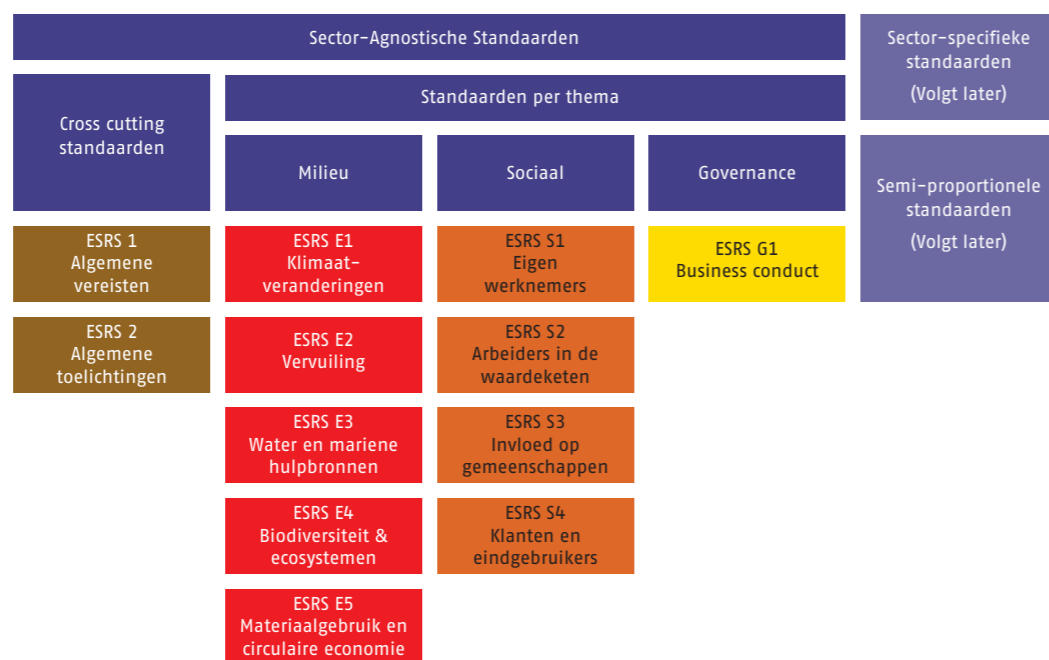 Sector-Agnostische Standaarden
Sector-specifieke
standaarden
(Volgt later)
Cross cutting
standaarden
Standaarden per thema
Milieu
Sociaal
Governance
Semi-proportionele
standaarden
(Volgt later)
ESRS 1
Algemene
vereisten
ESRS E1
Klimaat-
veranderingen
ESRS S1
Eigen
werknemers
ESRS G1
Business conduct
ESRS 2
Algemene
toelichtingen
ESRS E2
Vervuiling
ESRS S2
Arbeiders in de
waardeketen
ESRS E3
Water en mariene
hulpbronnen
ESRS S3
Invloed op
gemeenschappen
ESRS E4
Biodiversiteit &
ecosystemen
ESRS S4
Klanten en
eindgebruikers
ESRS E5
Materiaalgebruik en
circulaire economie